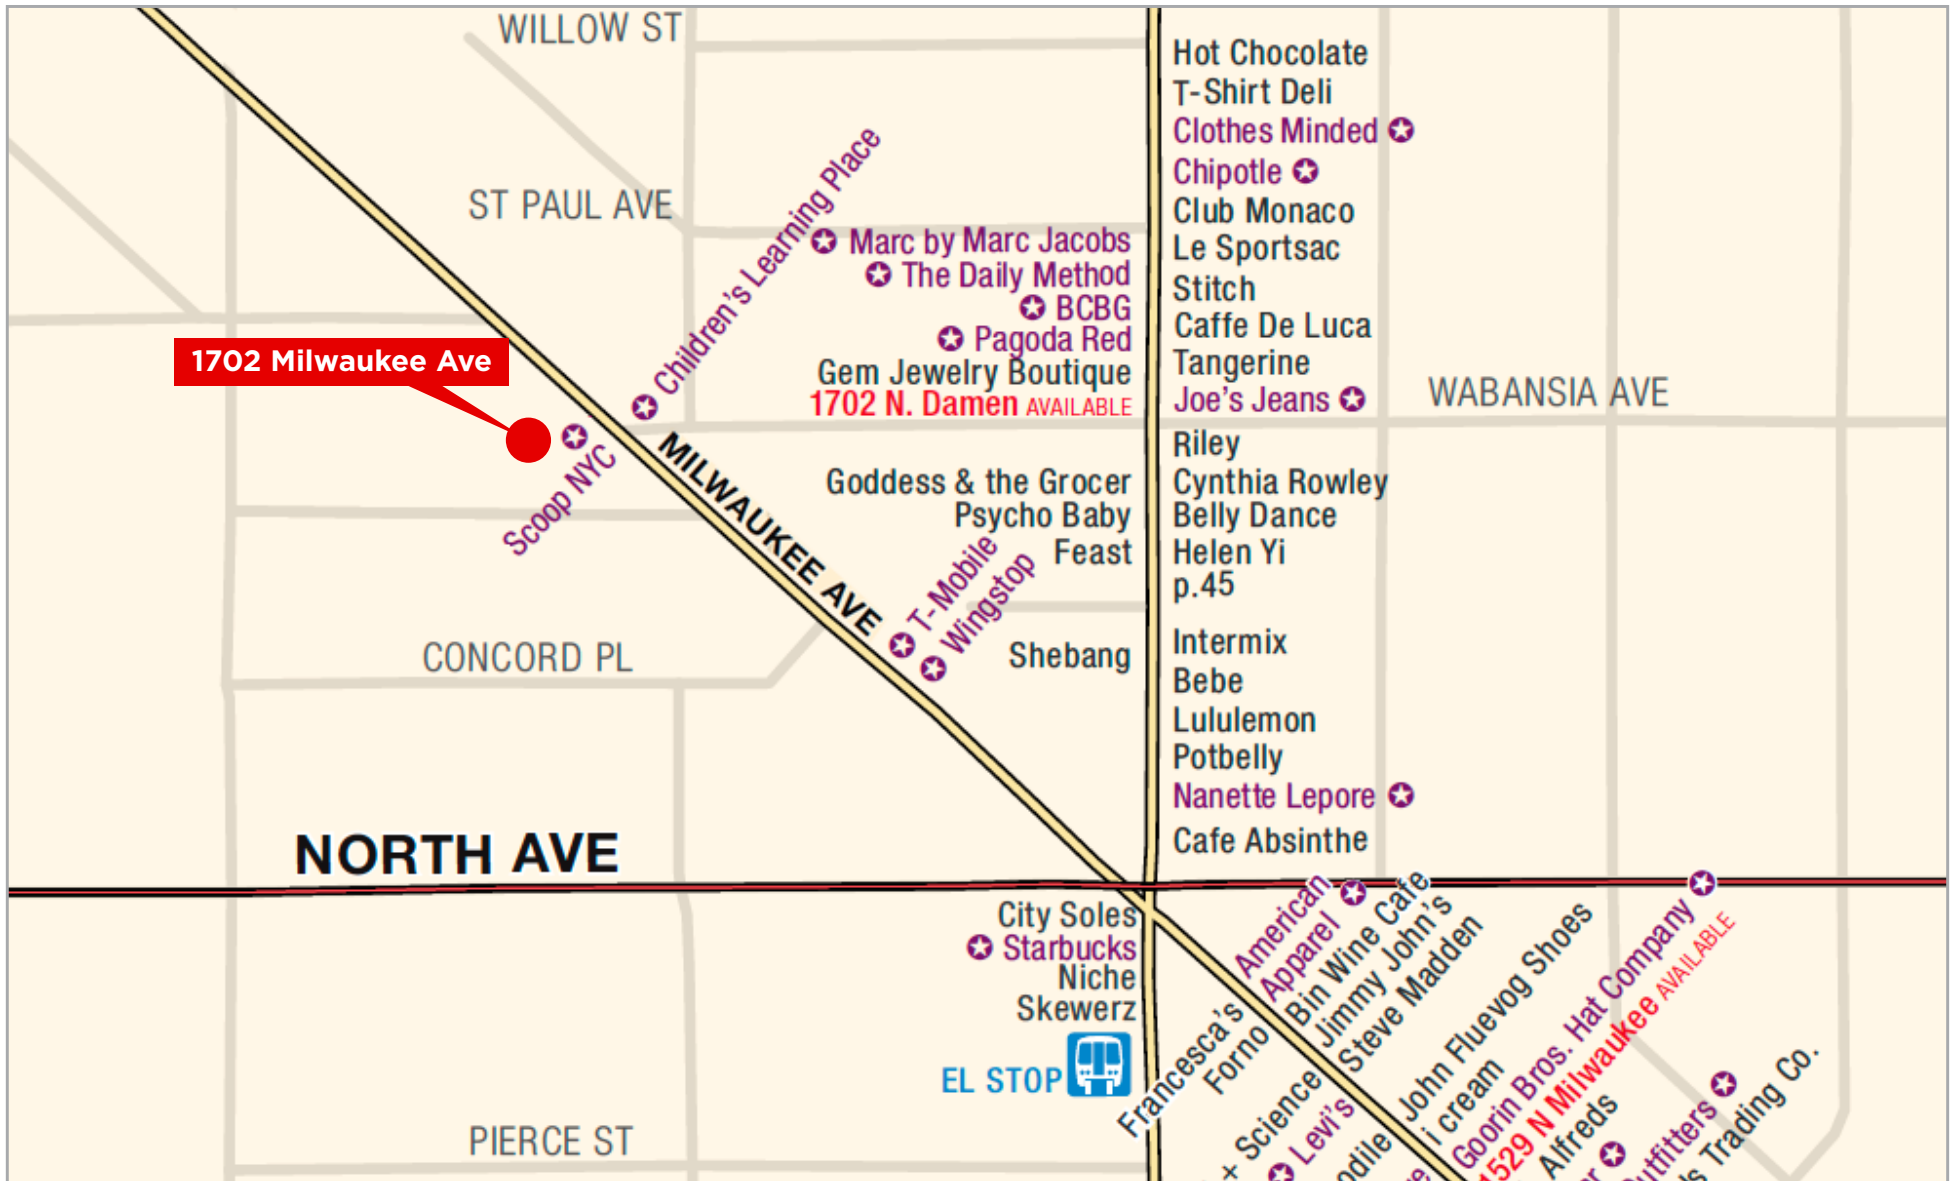 WILLOW ST
Hot Chocolate
T-Shirt Deli
Clothes Minded
Chipotle
Club Monaco
Le Sportsac
Stitch
Caffe De Luca
Tangerine
Joe's Jeans
ST PAUL AVE
Children's Learning Place
Marc by Marc Jacobs
The Daily Method
BCBG
Pagoda Red
Gem Jewelry Boutique
1702 N. Damen AVAILABLE
1702 Milwaukee Ave
WABANSIA AVE
Scoop NYC
MILWAUKEE AVE
Goddess & the Grocer
Psycho Baby
Feast
T-Mobile
Wingstop
Shebang
Riley
Cynthia Rowley
Belly Dance
Helen Yi
p.45
Intermix
Bebe
Lululemon
Potbelly
Nanette Lepore
Cafe Absinthe
CONCORD PL
NORTH AVE
City Soles
Starbucks
Niche
Skewerz
EL STOP
PIERCE ST
American
Apparel
Bin Wine Cafe
Jimmy John's
Steve Madden
John Fluevog Shoes
i cream
Goorin Bros. Hat Company
1529 N Milwaukee AVAILABLE
Alfreds
Trading Co.
Francesca's
Forno
+ Science
Levi's